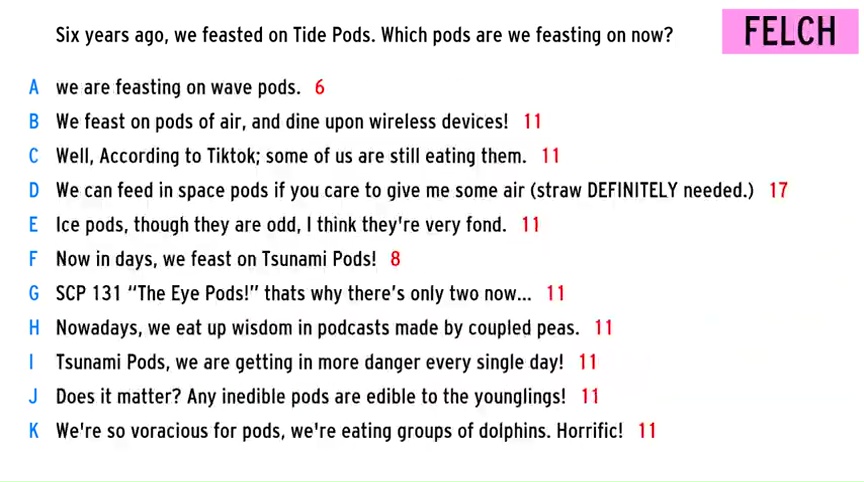 Six years ago, we feasted on Tide Pods. Which pods are we feasting on now?
FELCH
A we are feasting on wave pods. 6
B We feast on pods of air, and dine upon wireless devices! 11
C Well, According to Tiktok; some of us are still eating them. 11
D We can feed in space pods if you care to give me some air (straw DEFINITELY needed.) 17
E Ice pods, though they are odd, I think they're very fond. 11
F Now in days, we feast on Tsunami Pods! 8
G SCP 131 “The Eye Pods!” thats why there’s only two now... 11
H Nowadays, we eat up wisdom in podcasts made by coupled peas. 11
I Tsunami Pods, we are getting in more danger every single day! 11
J Does it matter? Any inedible pods are edible to the younglings! 11
K We're so voracious for pods, we're eating groups of dolphins. Horrific! 11